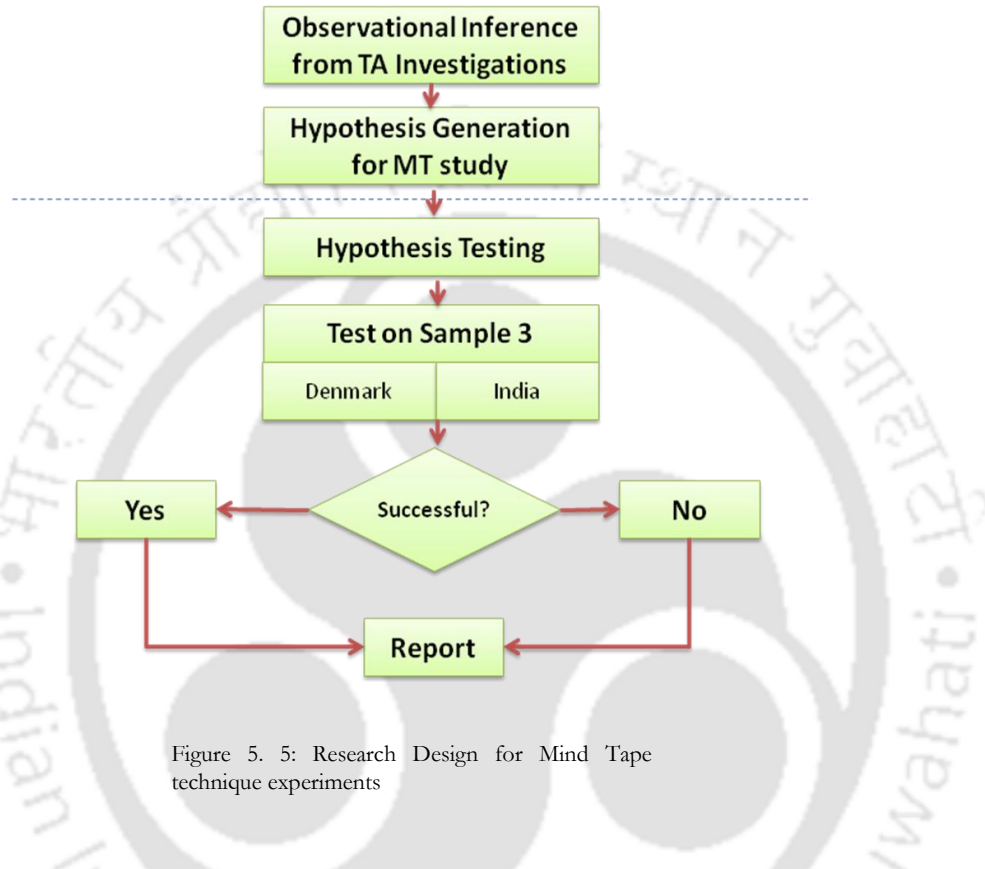 Observational Inference
from TA Investigations
Hypothesis Generation
for MT study
Hypothesis Testing
Test on Sample 3
Denmark
India
Successful?
Yes
No
Report
Figure 5. 5: Research Design for Mind Tape
technique experiments